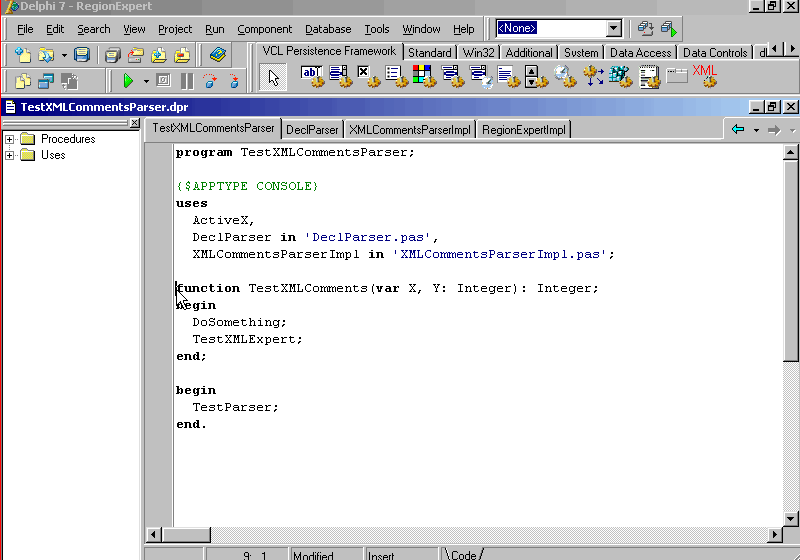 Delphi 7 - RegionExpert
File Edit Search View Project Run Component Database Tools Window Help <None>
VCL Persistence Framework Standard Win32 Additional System Data Access Data Controls
XML
TestXMLCommentsParser.dpr
Procedures
Uses
TestXMLCommentsParser DeclParser XMLCommentsParserImpl RegionExpertImpl
program TestXMLCommentsParser;
{$APPTYPE CONSOLE}
uses
ActiveX,
DeclParser in 'DeclParser.pas',
XMLCommentsParserImpl in 'XMLCommentsParserImpl.pas';
function TestXMLComments(var X, Y: Integer): Integer;
begin
DoSomething;
TestXMLExpert;
end;
begin
TestParser;
end.
9: 1 Modified Insert \Code/